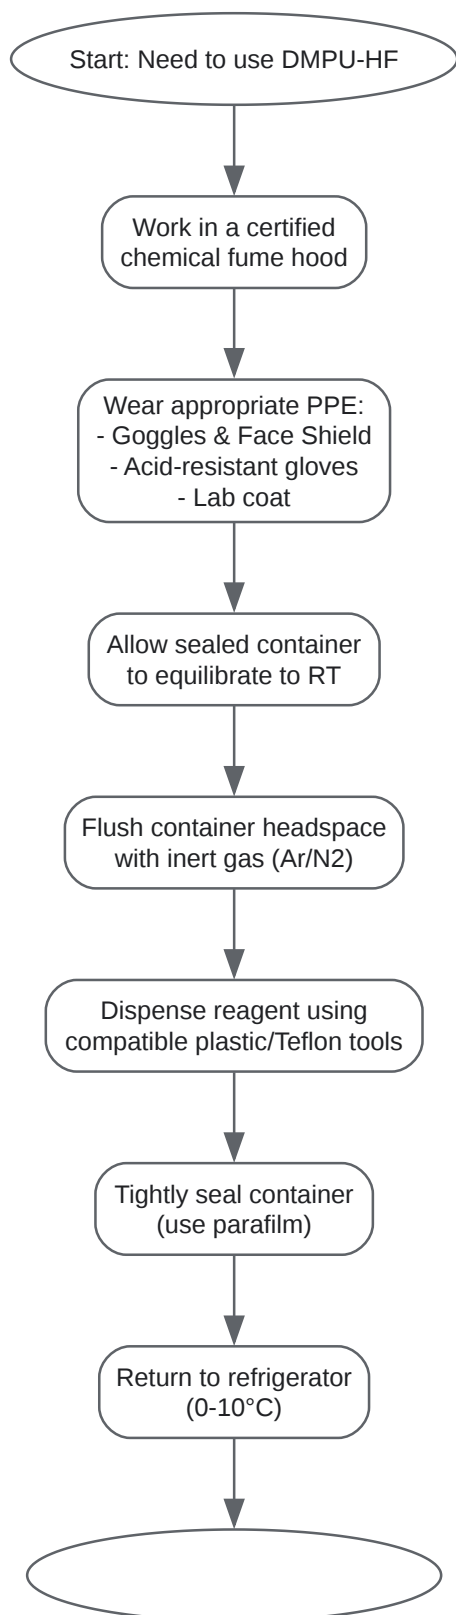 Start: Need to use DMPU-HF
Work in a certified
chemical fume hood
Wear appropriate PPE:
- Goggles & Face Shield
- Acid-resistant gloves
- Lab coat
Allow sealed container
to equilibrate to RT
Flush container headspace
with inert gas (Ar/N2)
Dispense reagent using
compatible plastic/Teflon tools
Tightly seal container
(use parafilm)
Return to refrigerator
(0-10°C)